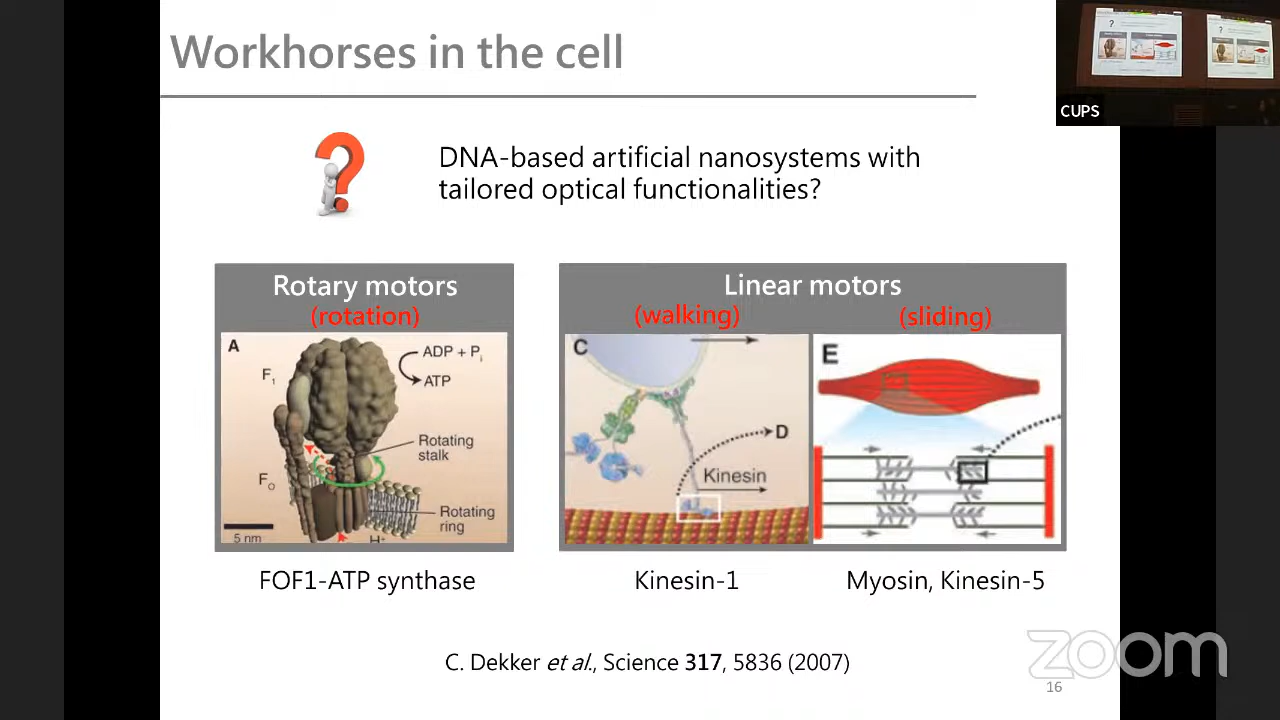 Workhorses in the cell
CUPS
?
DNA-based artificial nanosystems with
tailored optical functionalities?
Rotary motors
(rotation)
Linear motors
(walking)
(sliding)
A
F₁
ADP + Pᵢ
ATP
Rotating
stalk
F₀
Rotating
ring
5 nm
H⁺
C
D
Kinesin
E
FOF1-ATP synthase
Kinesin-1
Myosin, Kinesin-5
C. Dekker et al., Science 317, 5836 (2007)
zoom
16